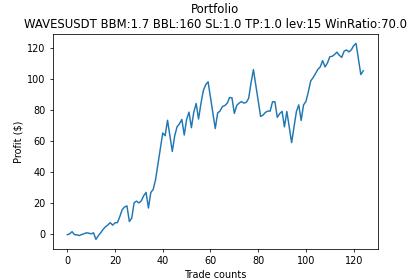 Portfolio
WAVESUSDT BBM:1.7 BBL:160 SL:1.0 TP:1.0 lev:15 WinRatio:70.0
120
100
80
60
40
20
0
Profit ($)
0 20 40 60 80 100 120
Trade counts